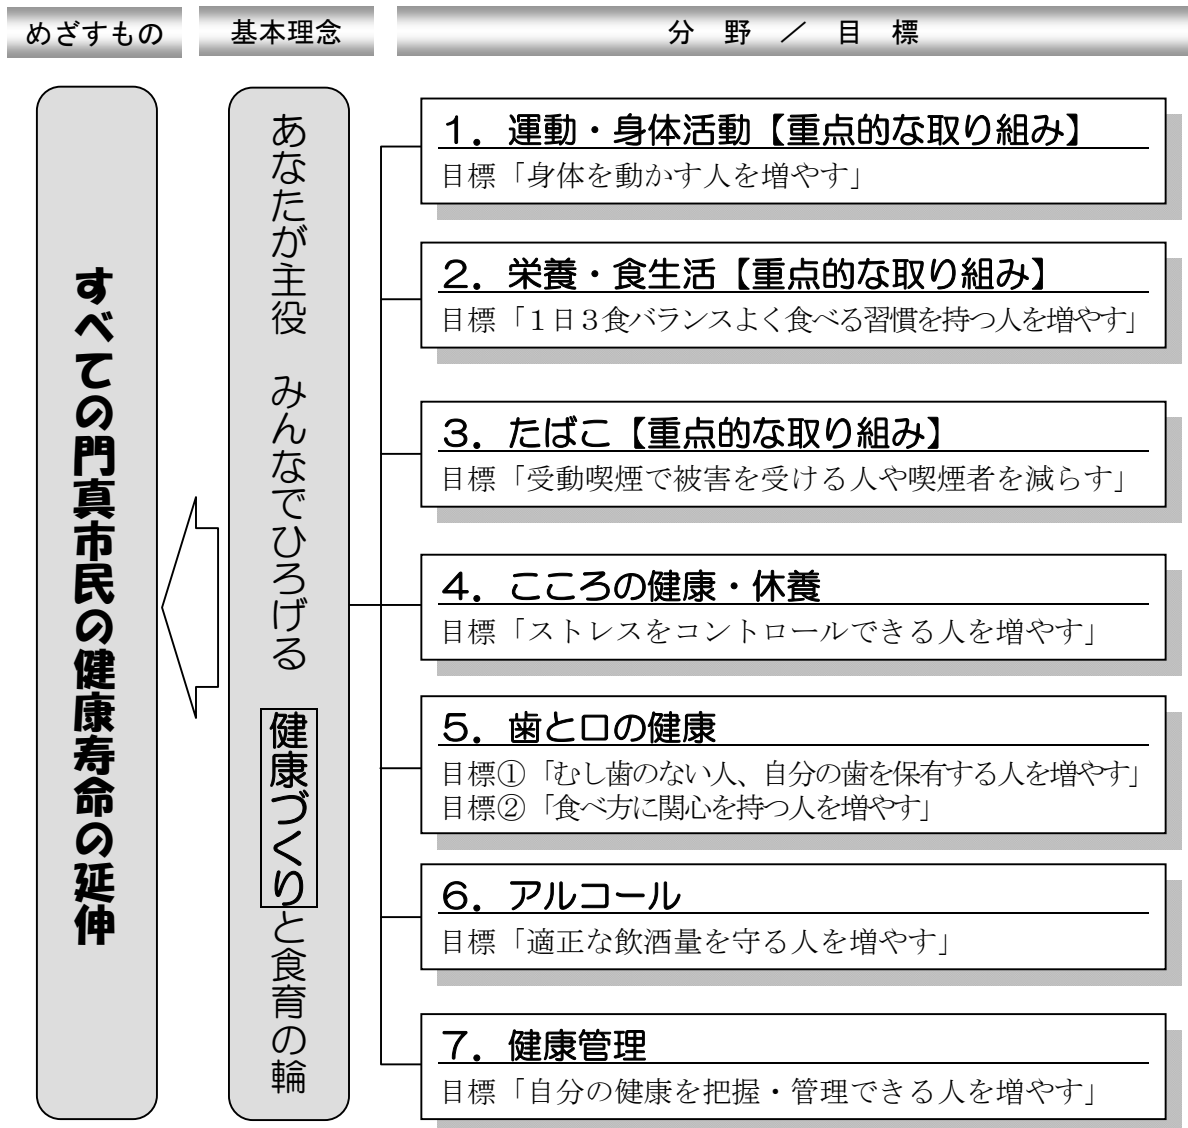 めざすもの
基本理念
分 野 ／ 目 標
すべての門真市民の健康寿命の延伸
あなたが主役　みんなでひろげる　健康づくりと食育の輪
１．運動・身体活動【重点的な取り組み】
目標「身体を動かす人を増やす」
２．栄養・食生活【重点的な取り組み】
目標「１日３食バランスよく食べる習慣を持つ人を増やす」
３．たばこ【重点的な取り組み】
目標「受動喫煙で被害を受ける人や喫煙者を減らす」
４．こころの健康・休養
目標「ストレスをコントロールできる人を増やす」
５．歯と口の健康
目標①「むし歯のない人、自分の歯を保有する人を増やす」
目標②「食べ方に関心を持つ人を増やす」
６．アルコール
目標「適正な飲酒量を守る人を増やす」
７．健康管理
目標「自分の健康を把握・管理できる人を増やす」